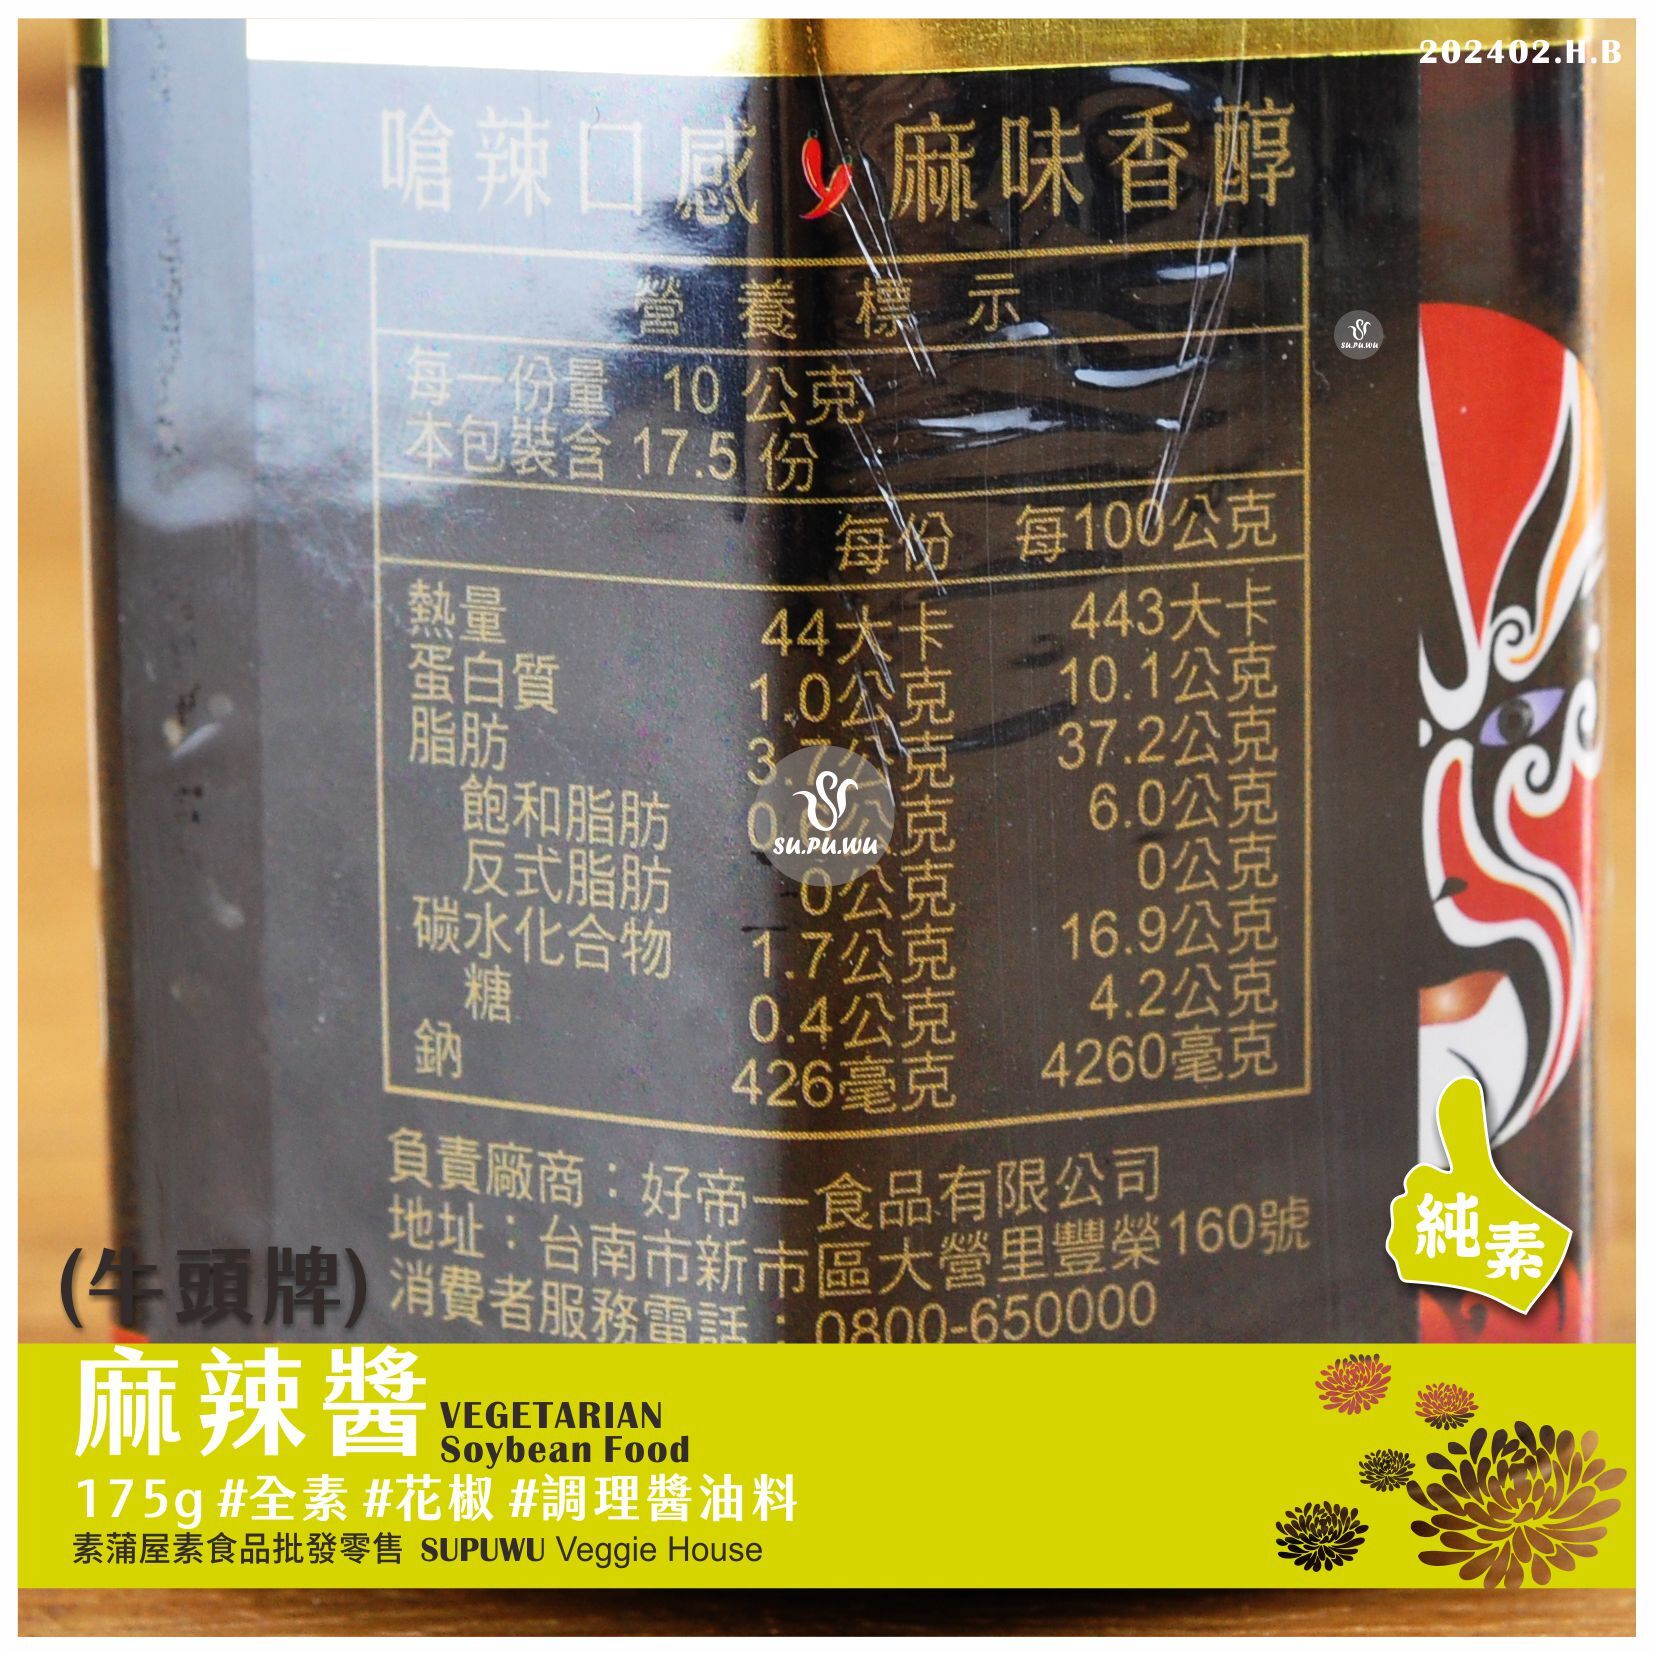 202402.H.B
嗆辣口感 麻味香醇
營養標示
SU.PU.WU
每一份量 10 公克
本包裝含 17.5 份
每份 每100公克
熱量 44大卡 443大卡
蛋白質 1.0公克 10.1公克
脂肪 3.7公克 37.2公克
飽和脂肪 公克 6.0公克
SU.PU.WU
反式脂肪 0公克 0公克
碳水化合物 1.7公克 16.9公克
糖 0.4公克 4.2公克
鈉 426毫克 4260毫克
負責廠商：好帝一食品有限公司
地址：台南市新市區大營里豐榮160號
消費者服務電話：0800-650000
純素
(牛頭牌)
麻辣醬 VEGETARIAN
Soybean Food
175g #全素 #花椒 #調理醬油料
素蒲屋素食品批發零售 SUPUWU Veggie House